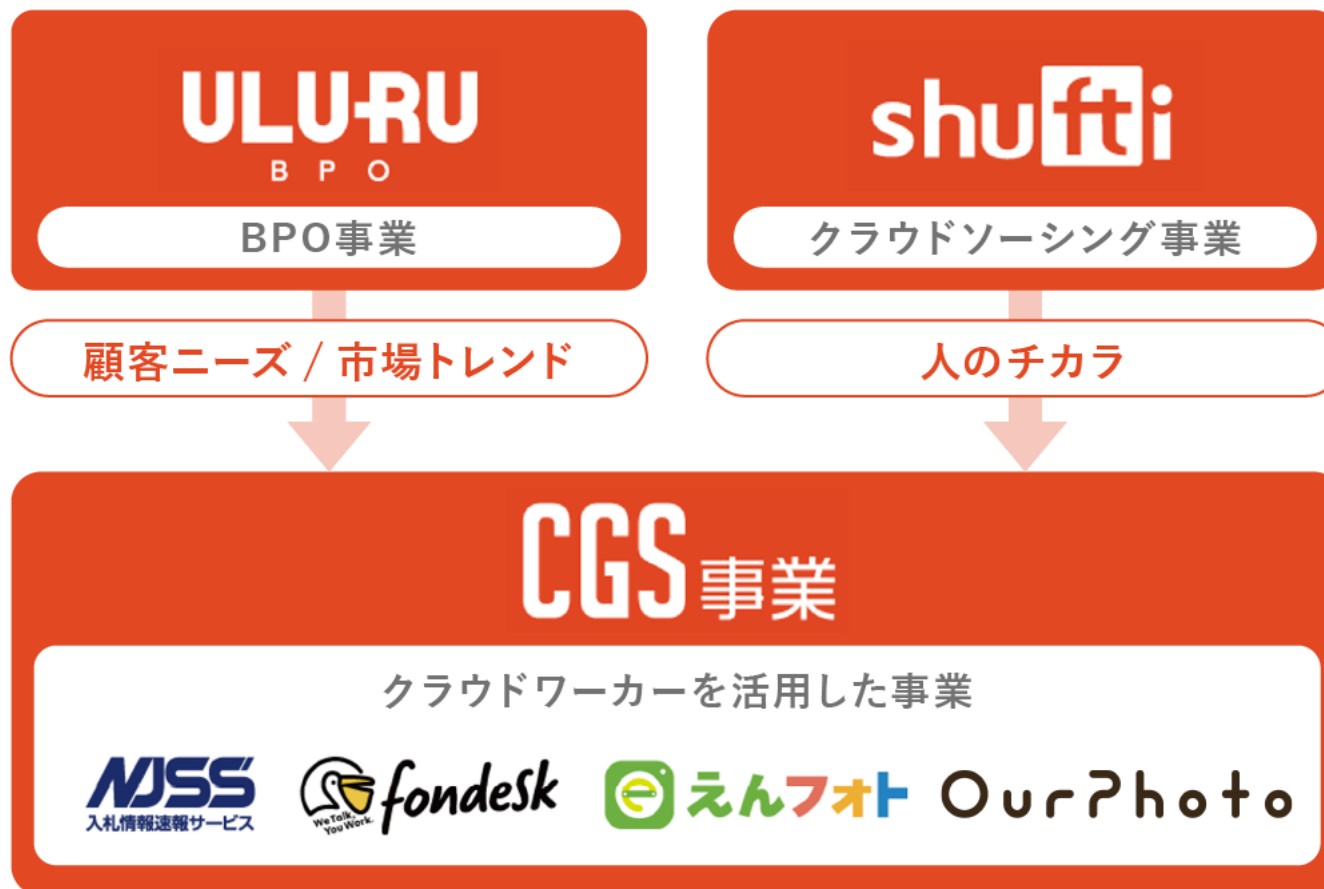 ULURU
BPO
BPO事業
shufti
クラウドソーシング事業
顧客ニーズ / 市場トレンド
人のチカラ
CGS事業
クラウドワーカーを活用した事業
NJSS
入札情報速報サービス
We Talk,
You Work.
fondesk
e
えんフォト
OurPhoto